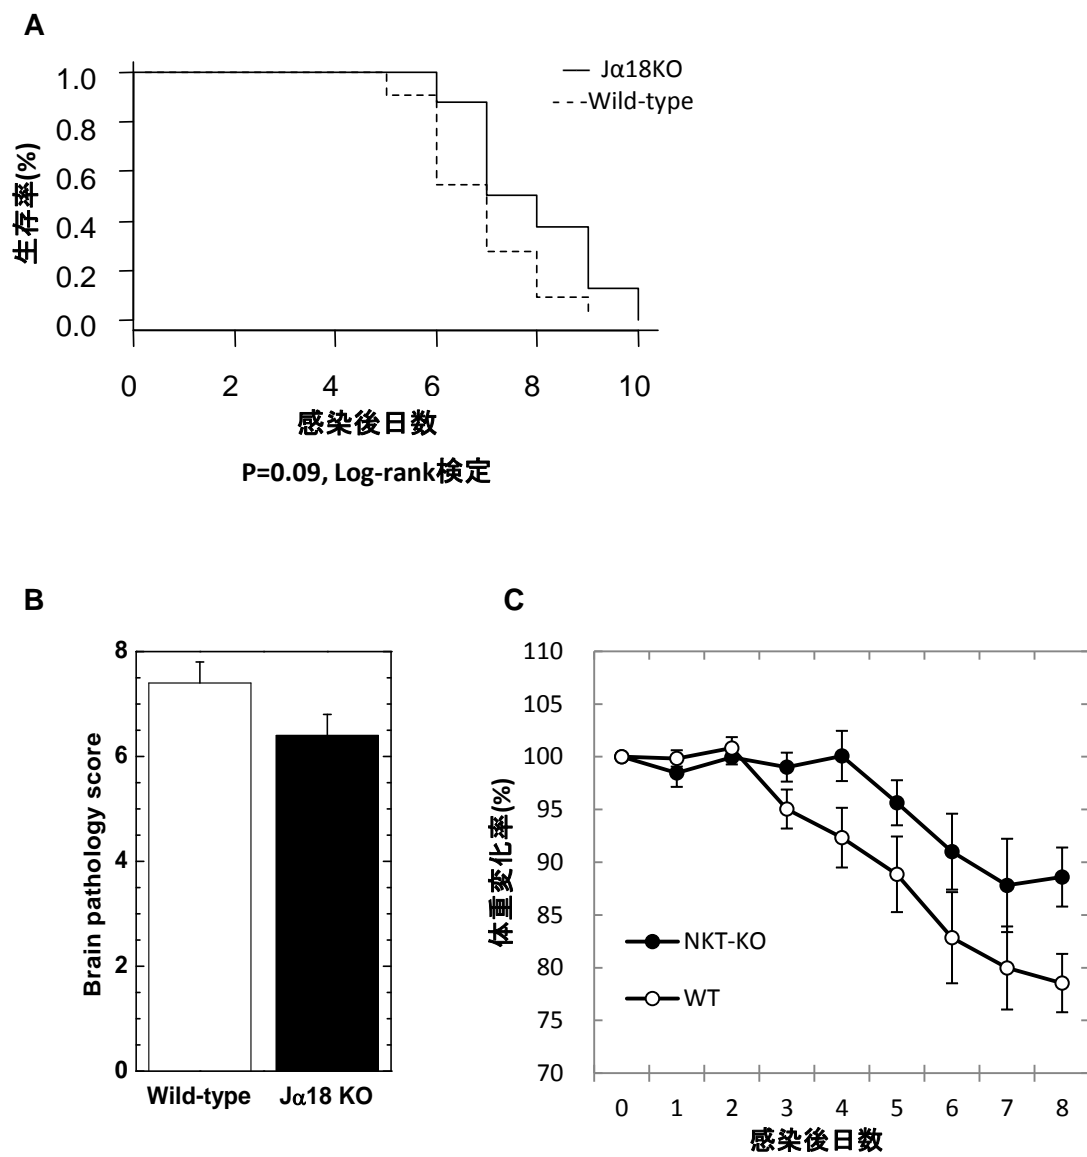 A
Jα18KO
Wild-type
1.0
0.8
0.6
0.4
0.2
0.0
生存率(%)
0 2 4 6 8 10
感染後日数
P=0.09, Log-rank検定
B
8
6
4
2
0
Brain pathology score
Wild-type Jα18 KO
C
110
105
100
95
90
85
80
75
70
体重変化率(%)
NKT-KO
WT
0 1 2 3 4 5 6 7 8
感染後日数